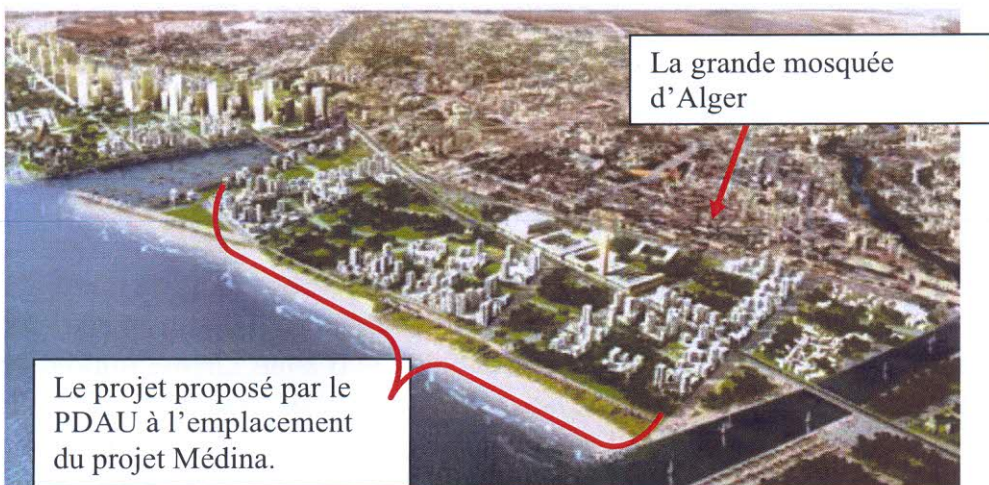 La grande mosquée
d'Alger
Le projet proposé par le
PDAU à l'emplacement
du projet Médina.